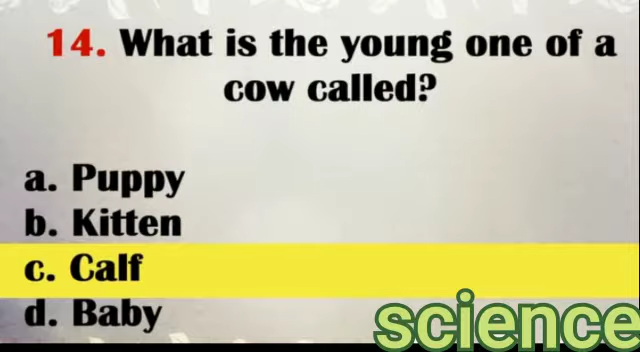 14. What is the young one of a
cow called?
a. Puppy
b. Kitten
c. Calf
d. Baby
science